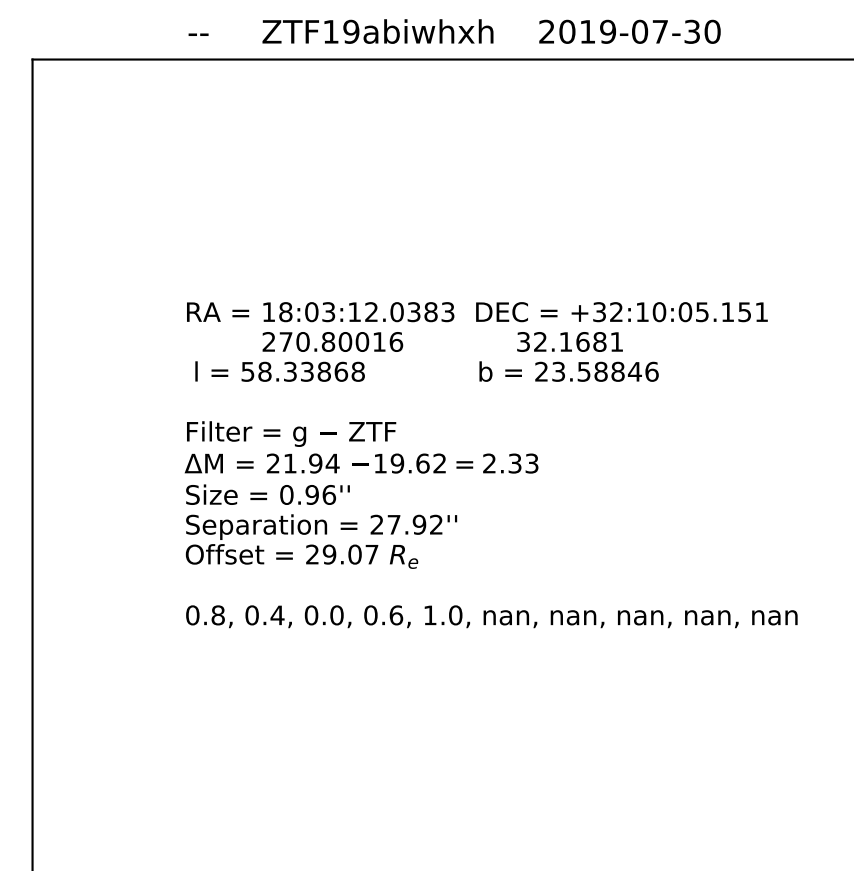 -- ZTF19abiwhxh 2019-07-30
RA = 18:03:12.0383 DEC = +32:10:05.151
270.80016 32.1681
l = 58.33868 b = 23.58846
Filter = g − ZTF
ΔM = 21.94 −19.62 = 2.33
Size = 0.96''
Separation = 27.92''
Offset = 29.07 Re
0.8, 0.4, 0.0, 0.6, 1.0, nan, nan, nan, nan, nan